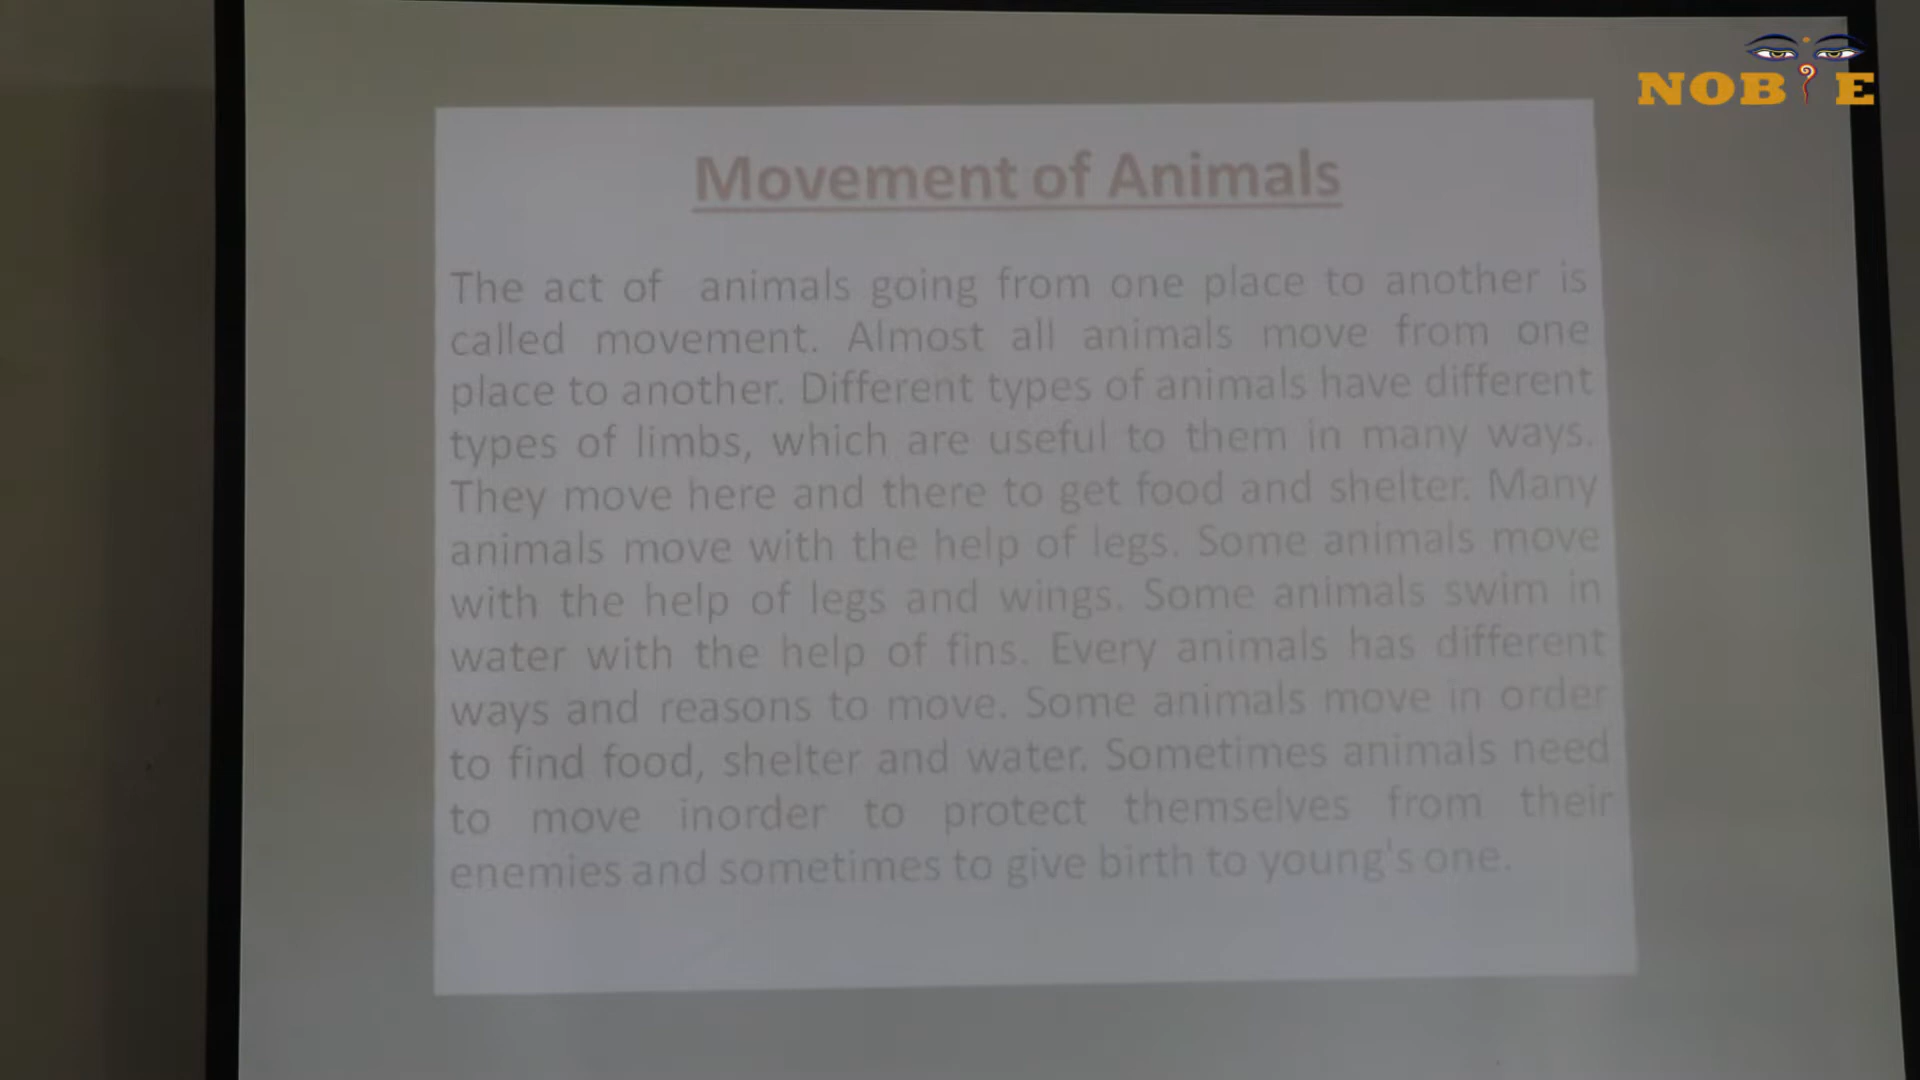 NOB E
Movement of Animals
The act of animals going from one place to another is
called movement. Almost all animals move from one
place to another. Different types of animals have different
types of limbs, which are useful to them in many ways.
They move here and there to get food and shelter. Many
animals move with the help of legs. Some animals move
with the help of legs and wings. Some animals swim in
water with the help of fins. Every animals has different
ways and reasons to move. Some animals move in order
to find food, shelter and water. Sometimes animals need
to move inorder to protect themselves from their
enemies and sometimes to give birth to young's one.